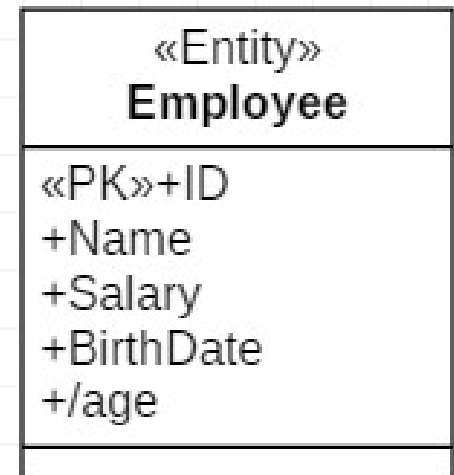 «Entity»
Employee
«PK»+ID
+Name
+Salary
+BirthDate
+/age